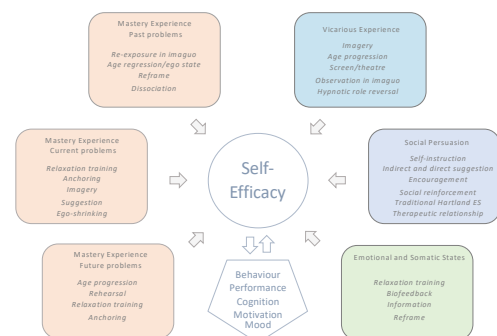 Mastery Experience
Past problems
Re-exposure in imaguo
Age regression/ego state
Reframe
Dissociation
Vicarious Experience
Imagery
Age progression
Screen/theatre
Observation in imaguo
Hypnotic role reversal
Mastery Experience
Current problems
Relaxation training
Anchoring
Imagery
Suggestion
Ego-shrinking
Self-
Efficacy
Social Persuasion
Self-instruction
Indirect and direct suggestion
Encouragement
Social reinforcement
Traditional Hartland ES
Therapeutic relationship
Mastery Experience
Future problems
Age progression
Rehearsal
Relaxation training
Anchoring
Behaviour
Performance
Cognition
Motivation
Mood
Emotional and Somatic States
Relaxation training
Biofeedback
Information
Reframe